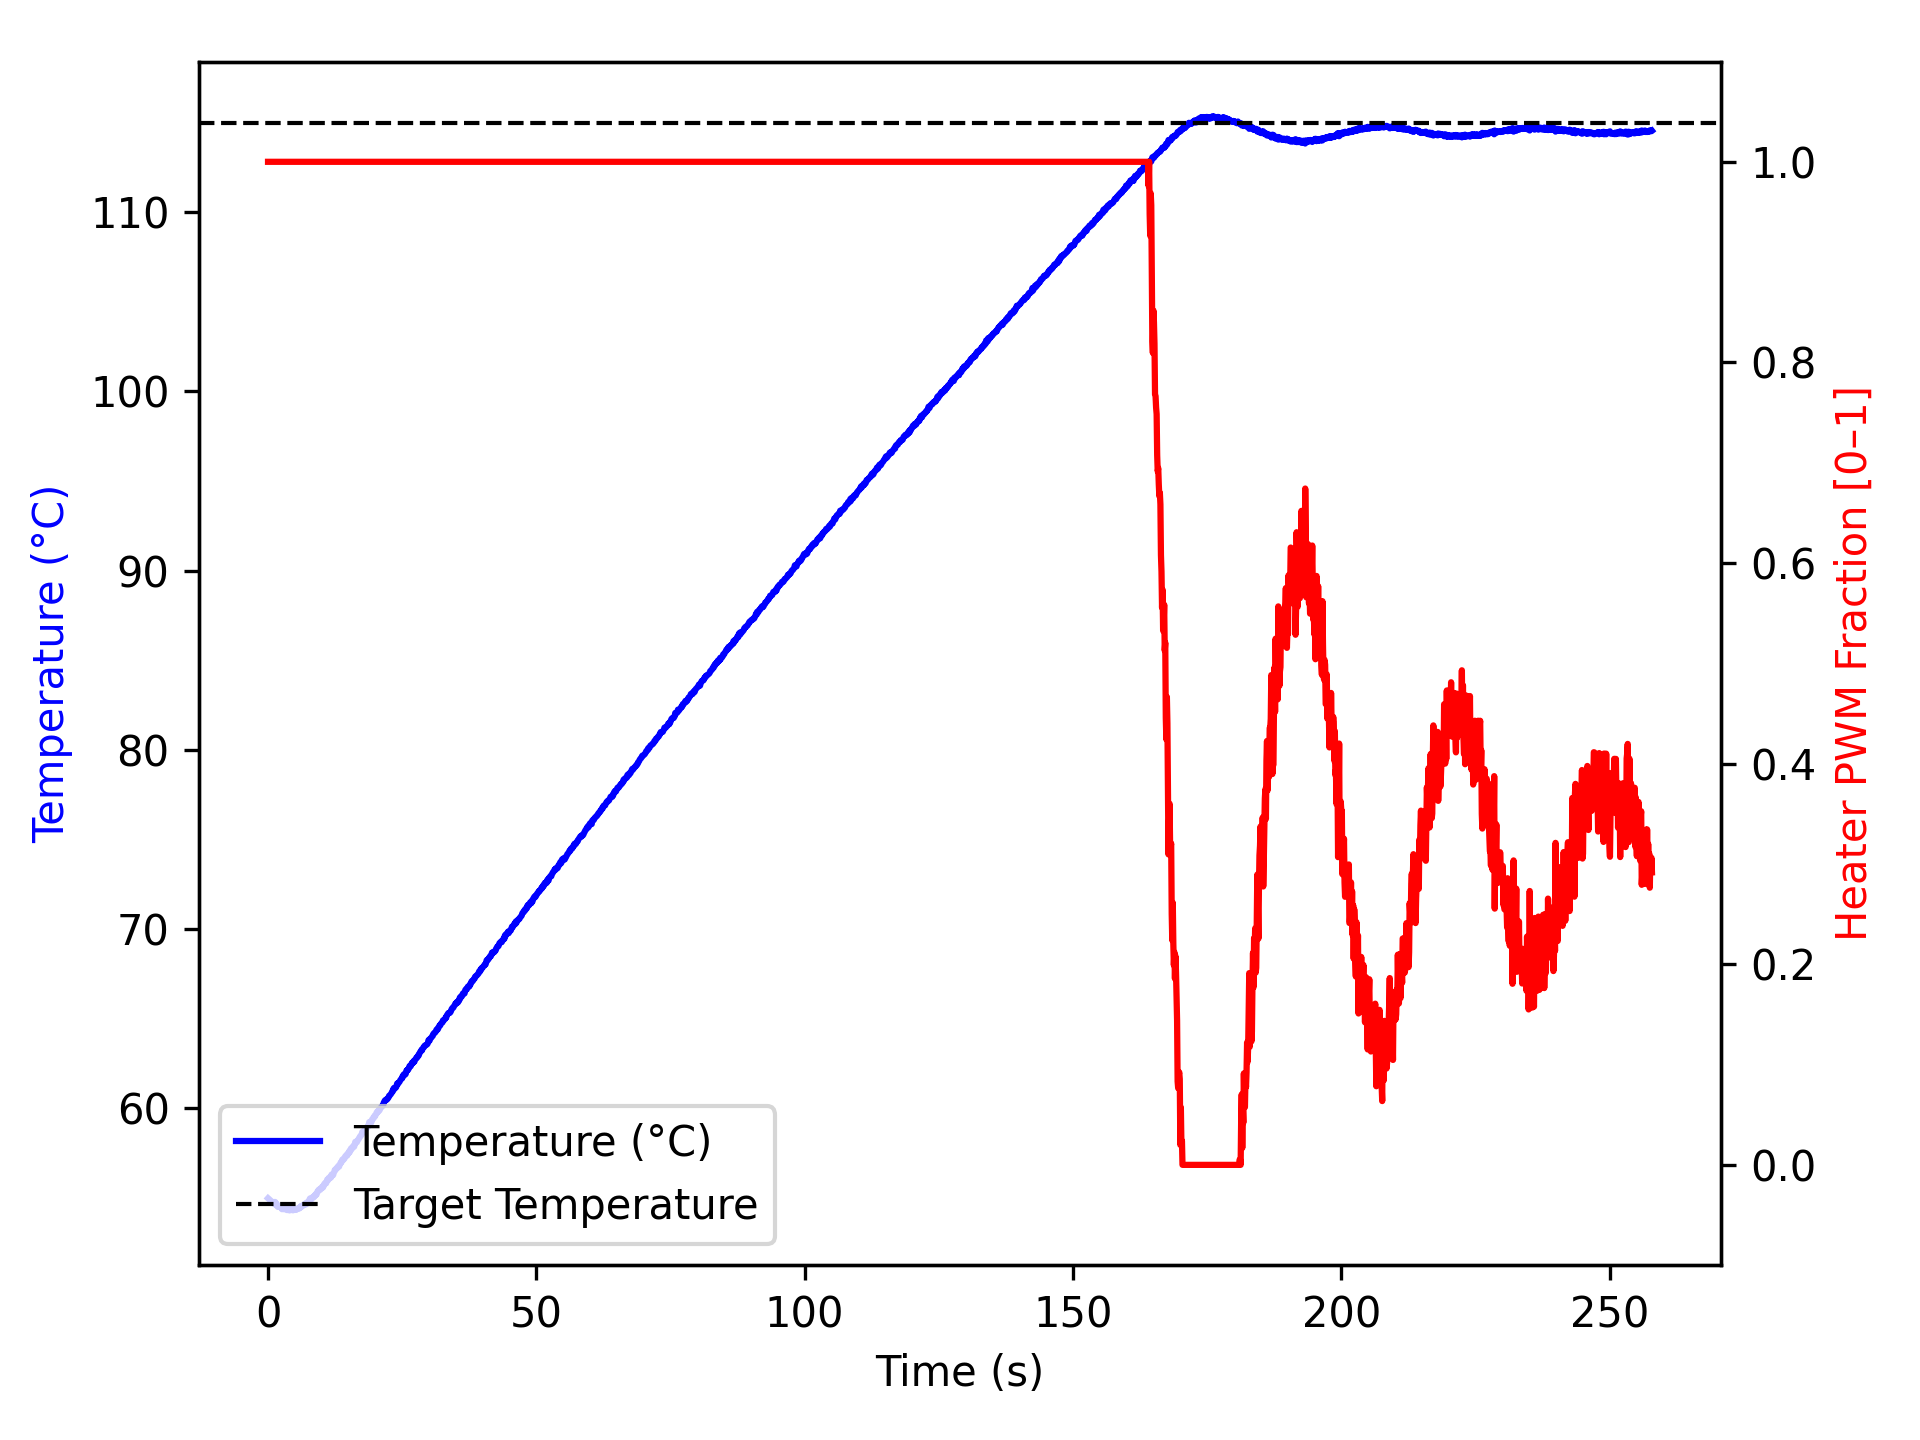 110
100
90
80
70
60
Temperature (°C)
1.0
0.8
0.6
0.4
0.2
0.0
Heater PWM Fraction [0–1]
Temperature (°C)
Target Temperature
0 50 100 150 200 250
Time (s)